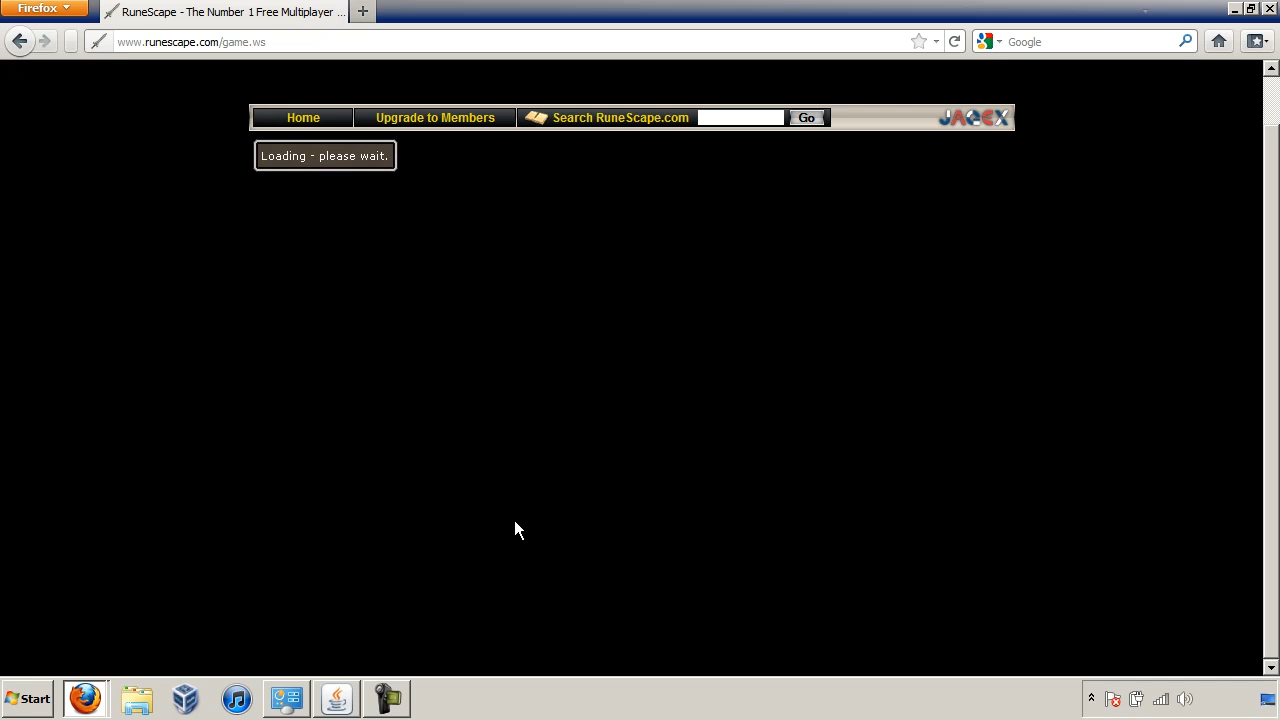 Firefox
RuneScape - The Number 1 Free Multiplayer ...
www.runescape.com/game.ws
Google
Home
Upgrade to Members
Search RuneScape.com
Go
JAGEX
Loading - please wait.
Start